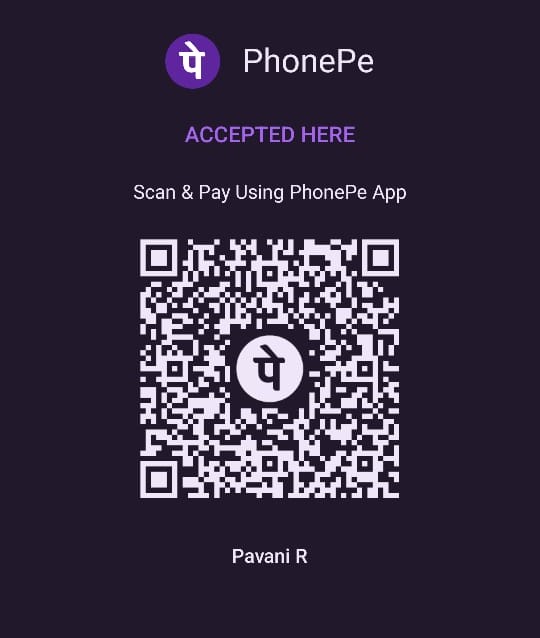 पे PhonePe
ACCEPTED HERE
Scan & Pay Using PhonePe App
पे
Pavani R